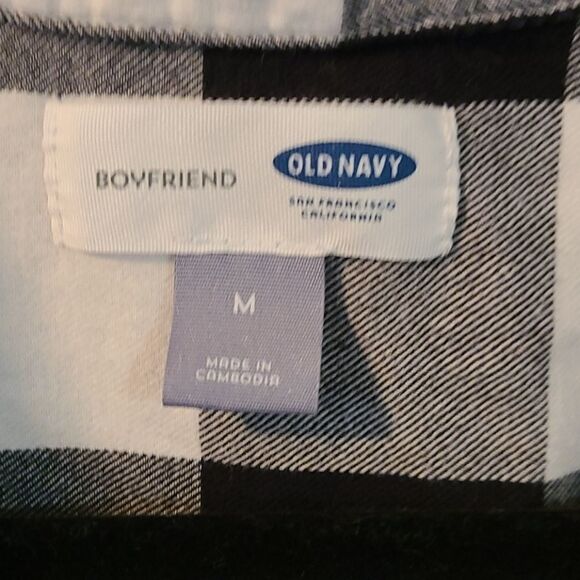 BOYFRIEND
OLD NAVY
SAN FRANCISCO
CALIFORNIA
M
MADE IN
CAMBODIA